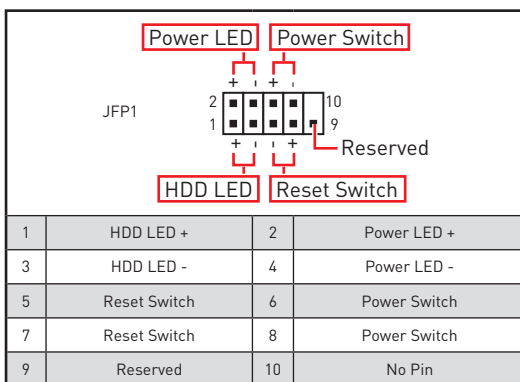 Power LED Power Switch
+ - + -
JFP1
2 10
1 9
+ - - +
Reserved
HDD LED Reset Switch
1 HDD LED + 2 Power LED +
3 HDD LED - 4 Power LED -
5 Reset Switch 6 Power Switch
7 Reset Switch 8 Power Switch
9 Reserved 10 No Pin